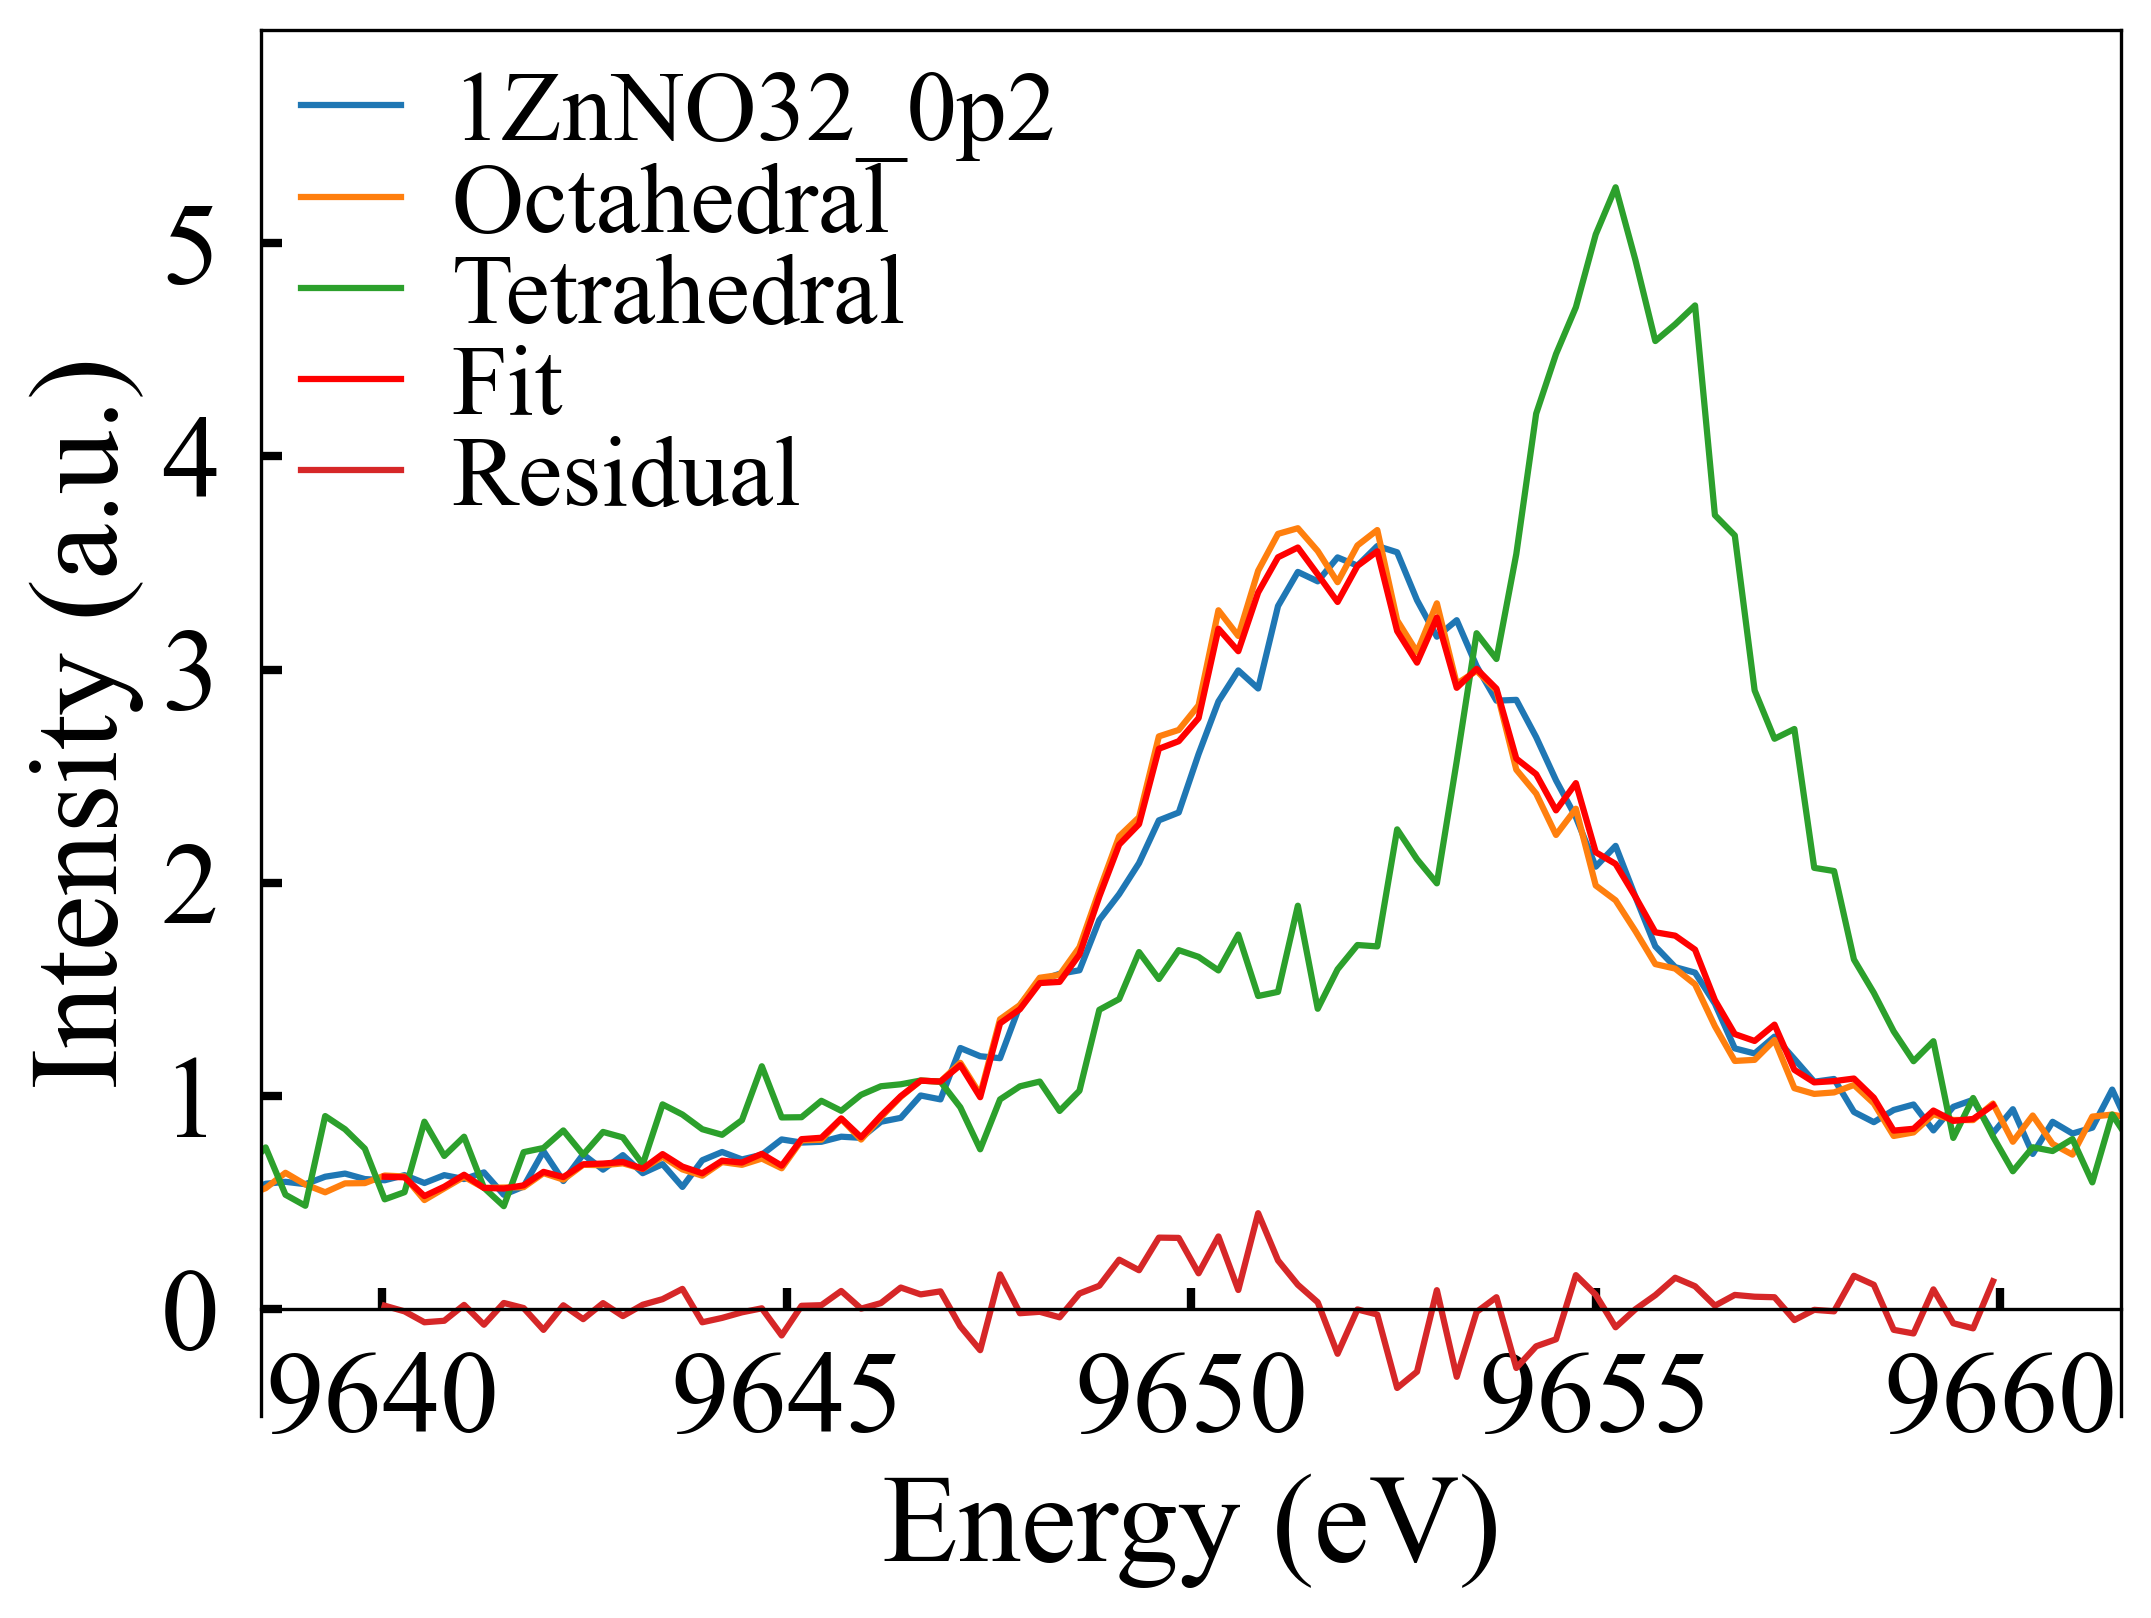 1ZnNO32_0p2
Octahedral
Tetrahedral
Fit
Residual
5
4
3
2
1
0
Intensity (a.u.)
9640 9645 9650 9655 9660
Energy (eV)